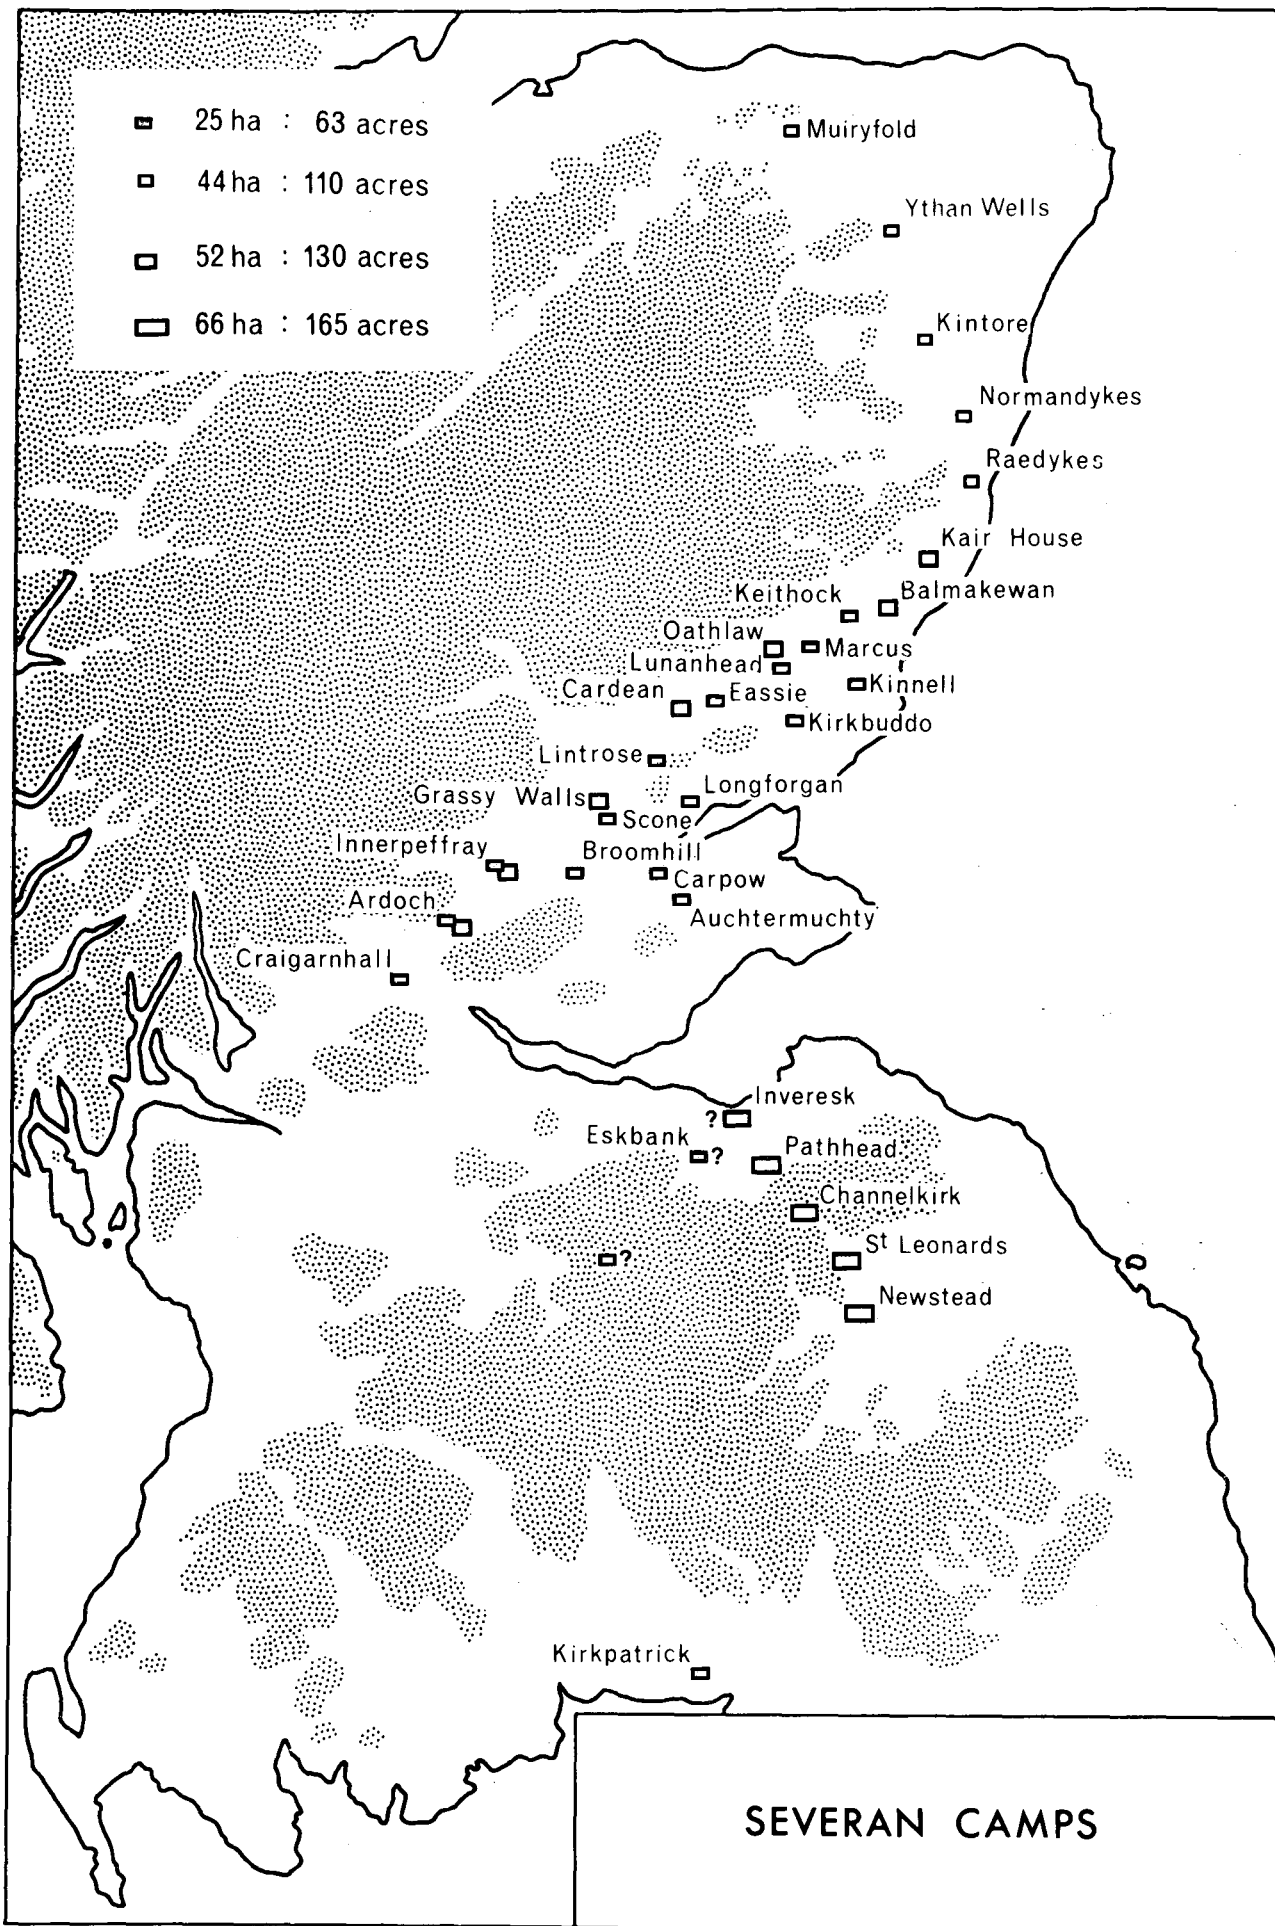 25 ha : 63 acres
44 ha : 110 acres
52 ha : 130 acres
66 ha : 165 acres
Muiryfold
Ythan Wells
Kintore
Normandykes
Raedykes
Kair House
Keithock
Balmakewan
Oathlaw
Marcus
Lunanhead
Cardean
Eassie
Kinnell
Kirkbuddo
Lintrose
Grassy Walls
Longforgan
Scone
Innerpeffray
Broomhill
Carpow
Ardoch
Auchtermuchty
Craigarnhall
Inveresk
?
Eskbank
?
Pathhead
Channelkirk
St Leonards
?
Newstead
Kirkpatrick
SEVERAN CAMPS